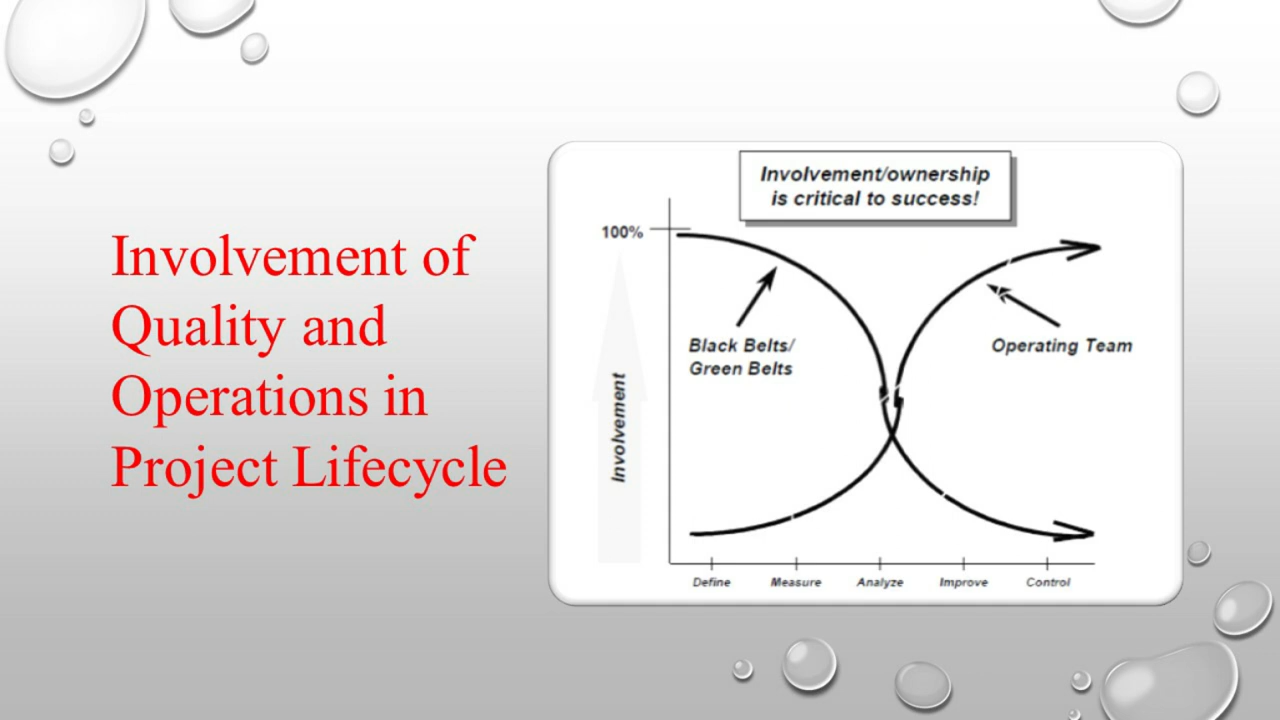 Involvement of
Quality and
Operations in
Project Lifecycle
Involvement/ownership
is critical to success!
100%
Black Belts/
Green Belts
Operating Team
Involvement
Define Measure Analyze Improve Control